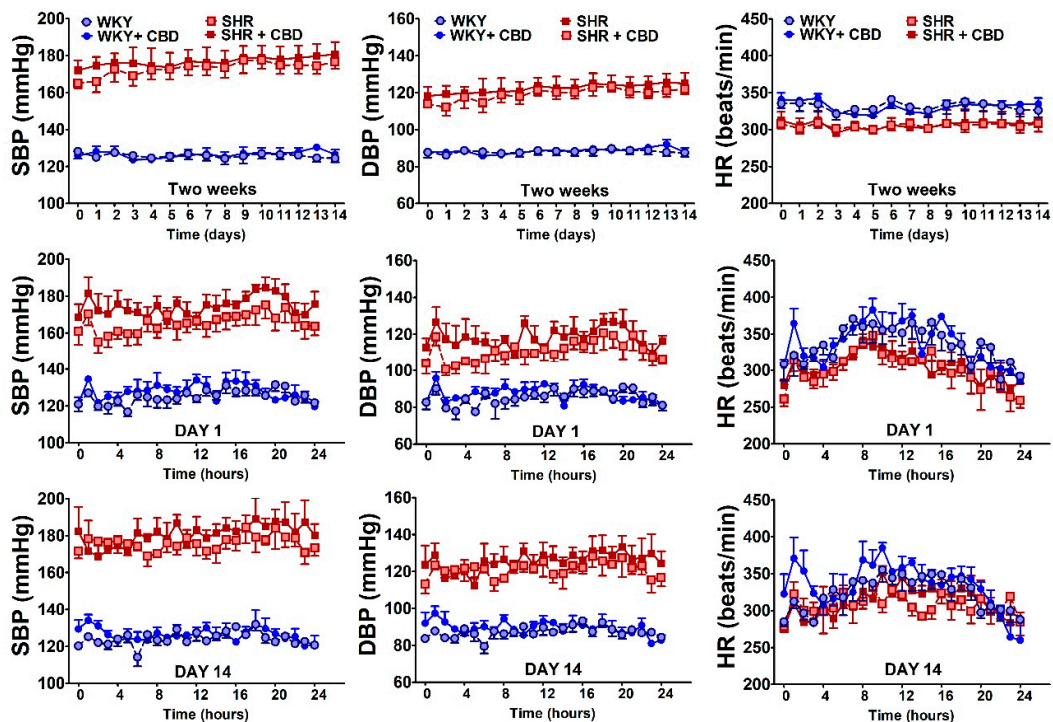 SBP (mmHg)
200
180
160
140
120
100
WKY SHR
WKY+ CBD SHR + CBD
Two weeks
0 1 2 3 4 5 6 7 8 9 10 11 12 13 14
Time (days)
DBP (mmHg)
160
140
120
100
80
60
WKY SHR
WKY+ CBD SHR + CBD
Two weeks
0 1 2 3 4 5 6 7 8 9 10 11 12 13 14
Time (days)
HR (beats/min)
450
400
350
300
250
200
WKY SHR
WKY+ CBD SHR + CBD
Two weeks
0 1 2 3 4 5 6 7 8 9 10 11 12 13 14
Time (days)
SBP (mmHg)
200
180
160
140
120
100
DAY 1
0 4 8 12 16 20 24
Time (hours)
DBP (mmHg)
160
140
120
100
80
60
DAY 1
0 4 8 12 16 20 24
Time (hours)
HR (beats/min)
450
400
350
300
250
200
DAY 1
0 4 8 12 16 20 24
Time (hours)
SBP (mmHg)
200
180
160
140
120
100
DAY 14
0 4 8 12 16 20 24
Time (hours)
DBP (mmHg)
160
140
120
100
80
60
DAY 14
0 4 8 12 16 20 24
Time (hours)
HR (beats/min)
450
400
350
300
250
200
DAY 14
0 4 8 12 16 20 24
Time (hours)